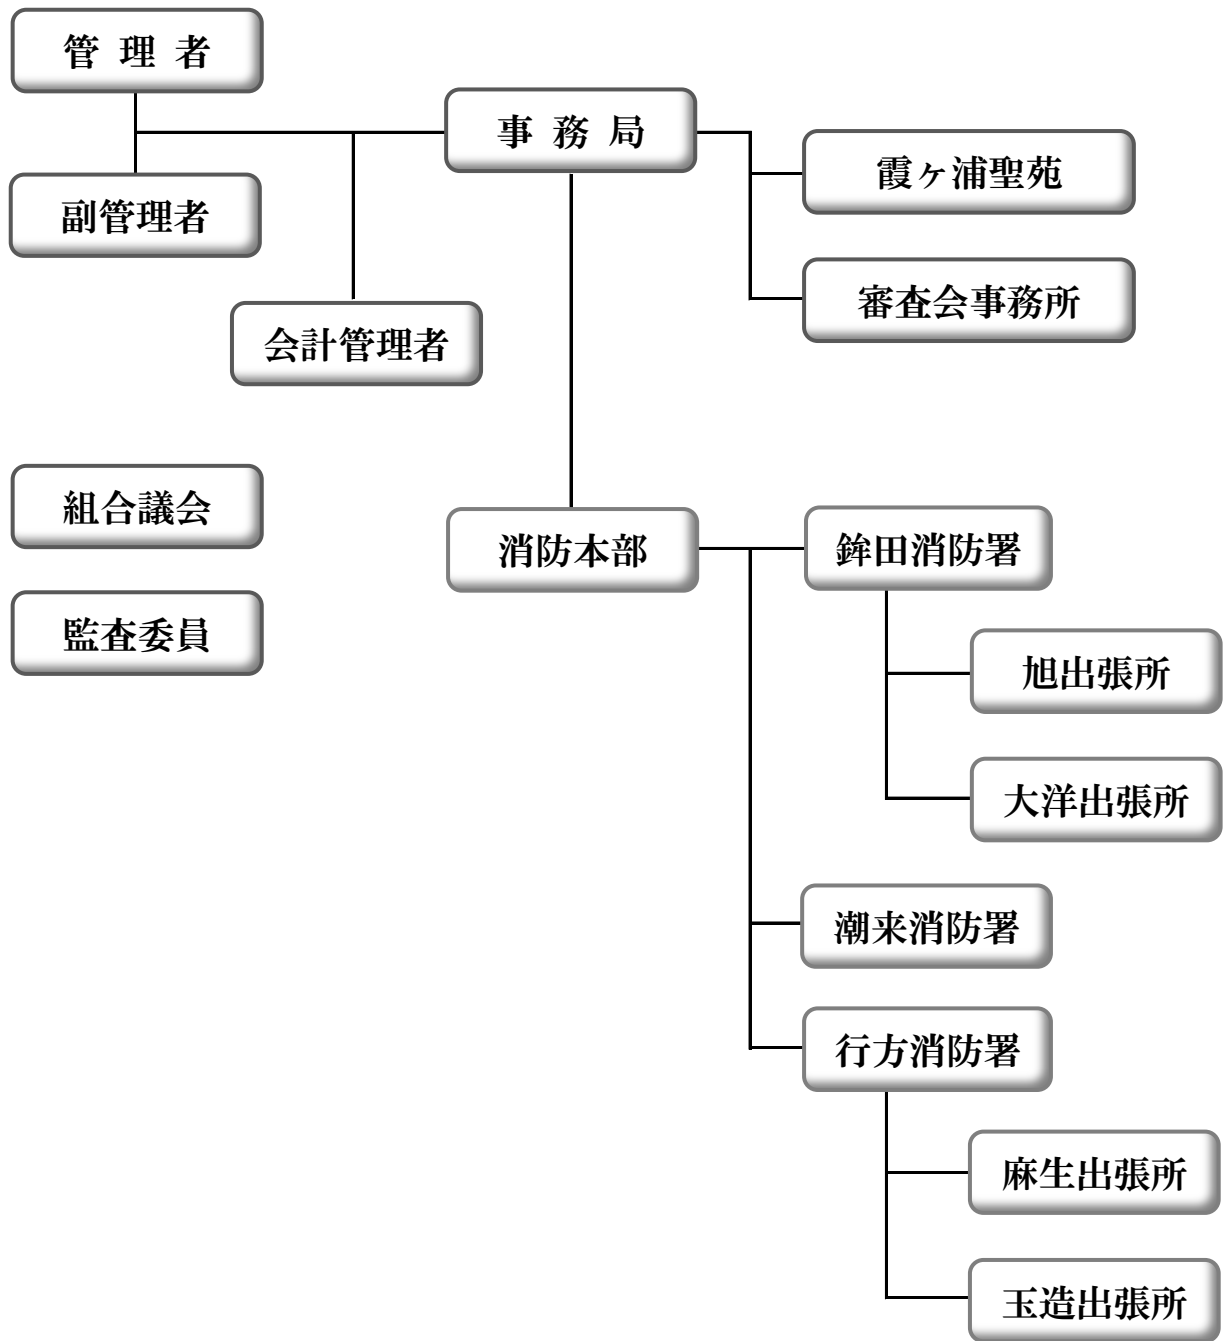 管 理 者
事 務 局
霞ヶ浦聖苑
副管理者
審査会事務所
会計管理者
組合議会
消防本部
鉾田消防署
監査委員
旭出張所
大洋出張所
潮来消防署
行方消防署
麻生出張所
玉造出張所